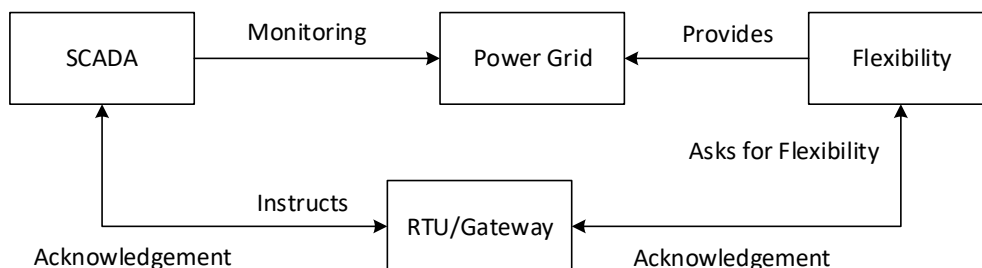 Monitoring
Provides
SCADA
Power Grid
Flexibility
Asks for Flexibility
Instructs
RTU/Gateway
Acknowledgement
Acknowledgement